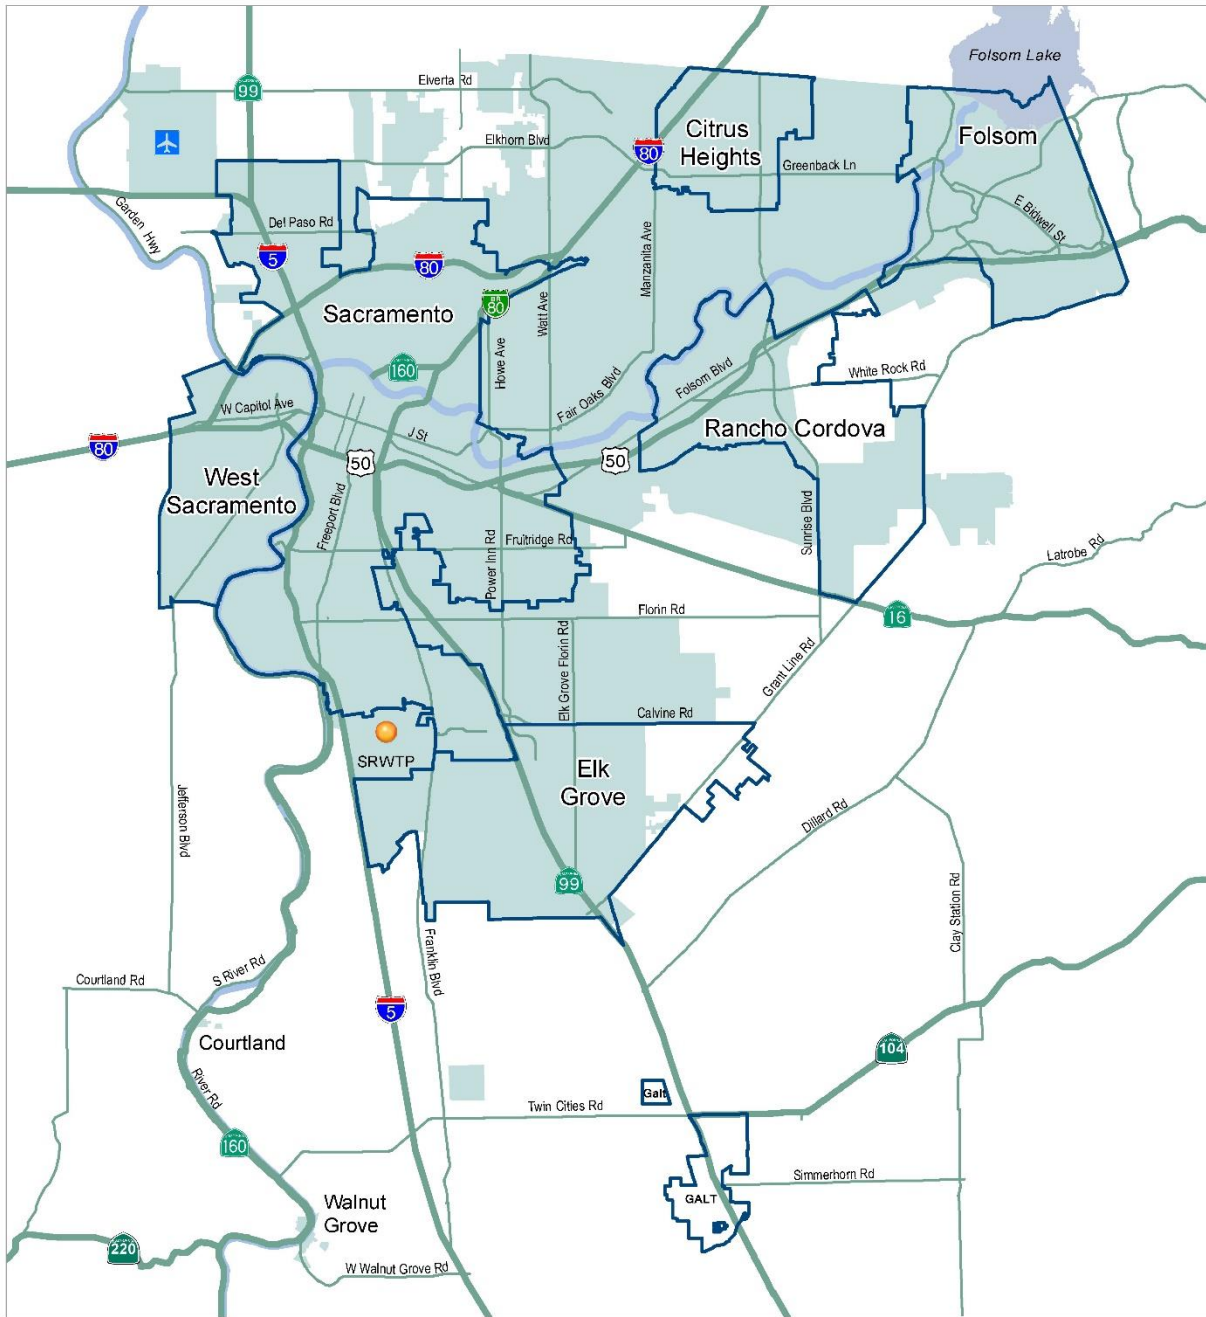 Folsom Lake
99
Elverta Rd
Elkhorn Blvd
80
Citrus
Heights
Folsom
Greenback Ln
Garden Hwy
Del Paso Rd
E Bidwell St
5
80
Manzanita Ave
BR
80
Sacramento
Watt Ave
Howe Ave
160
Fair Oaks Blvd
Folsom Blvd
White Rock Rd
W Capitol Ave
J St
Rancho Cordova
80
50
50
West
Sacramento
Freeport Blvd
Sunrise Blvd
Fruitridge Rd
Power Inn Rd
Latrobe Rd
Florin Rd
16
Elk Grove Florin Rd
Grant Line Rd
Calvine Rd
SRWTP
Elk
Grove
Jefferson Blvd
Dillard Rd
99
Clay Station Rd
Franklin Blvd
S River Rd
Courtland Rd
5
Courtland
104
River Rd
Galt
Twin Cities Rd
160
Simmerhorn Rd
GALT
Walnut
Grove
220
W Walnut Grove Rd